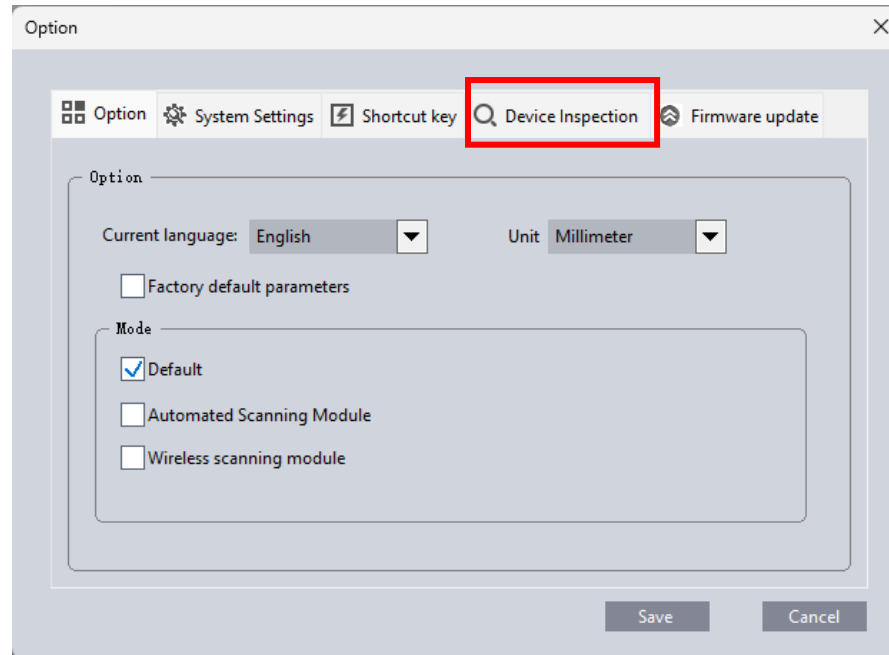 Option
Option System Settings Shortcut key Device Inspection Firmware update
Option
Current language: English Unit Millimeter
Factory default parameters
Mode
Default
Automated Scanning Module
Wireless scanning module
Save Cancel